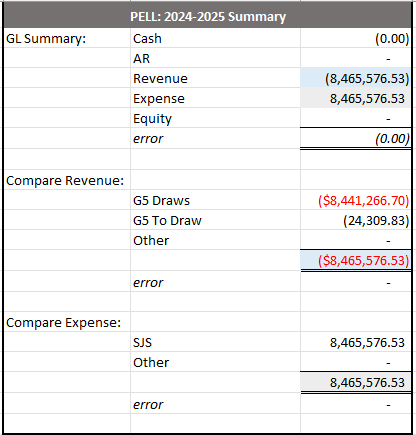 PELL: 2024-2025 Summary
GL Summary: Cash (0.00)
AR -
Revenue (8,465,576.53)
Expense 8,465,576.53
Equity -
error (0.00)
Compare Revenue:
G5 Draws ($8,441,266.70)
G5 To Draw (24,309.83)
Other -
($8,465,576.53)
error -
Compare Expense:
SJS 8,465,576.53
Other -
8,465,576.53
error -